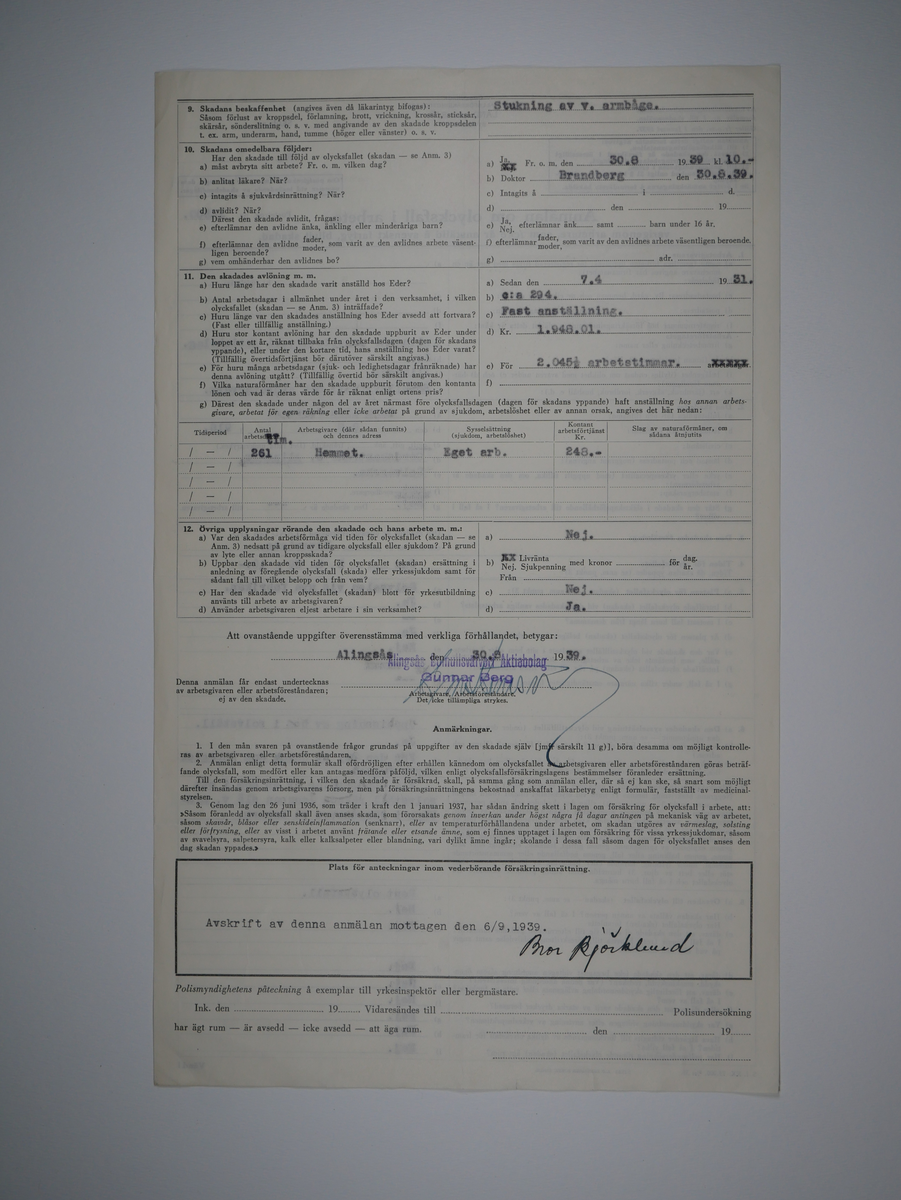 9. Skadans beskaffenhet (angives även då läkarintyg bifogas):
Såsom förlust av kroppsdel, förlamning, brott, vrickning, krossår, sticksår,
skärsår, sönderslitning o. s. v. med angivande av den skadade kroppsdelen
t. ex. arm, underarm, hand, tumme (höger eller vänster) o. s. v.
Stukning av v. armbåge.
10. Skadans omedelbara följder:
Har den skadade till följd av olycksfallet (skadan — se Anm. 3)
a) måst avbryta sitt arbete? Fr. o. m. vilken dag?
a) Ja. Fr. o. m. den 30.8 1939 kl. 10.-
b) anlitat läkare? När?
b) Doktor Brandberg den 30.8.39.
c) intagits å sjukvårdsinrättning? När?
c) Intagits å i d.
d) avlidit? När?
d) den 19
Därest den skadade avlidit, frågas:
e) efterlämnar den avlidne änka, änkling eller minderåriga barn?
e) Ja. Nej. efterlämnar änk samt barn under 16 år.
f) efterlämnar den avlidne fader, moder, som varit av den avlidnes arbete väsent-
ligen beroende?
f) efterlämnar fader, moder, som varit av den avlidnes arbete väsentligen beroende.
g) vem omhänderhar den avlidnes bo?
g) adr.
11. Den skadades avlöning m. m.
a) Huru länge har den skadade varit anställd hos Eder?
a) Sedan den 7.4 1931.
b) Antal arbetsdagar i allmänhet under året i den verksamhet, i vilken
olycksfallet (skadan — se Anm. 3) inträffade?
b) c:a 294.
c) Huru länge var den skadades anställning hos Eder avsedd att fortvara?
(Fast eller tillfällig anställning.)
c) Fast anställning.
d) Huru stor kontant avlöning har den skadade uppburit av Eder under
loppet av ett år, räknat tillbaka från olycksfallsdagen (dagen för skadans
yppande), eller under den kortare tid, hans anställning hos Eder varat?
(Tillfällig övertidsförtjänst bör därutöver särskilt angivas.)
d) Kr. 1.948.01.
e) För huru många arbetsdagar (sjuk- och ledighetsdagar frånräknade) har
denna avlöning utgått? (Tillfällig övertid bör särskilt angivas.)
e) För 2.045½ arbetstimmar.
f) Vilka naturaförmåner har den skadade uppburit förutom den kontanta
lönen och vad är deras värde för år räknat enligt ortens pris?
f)
g) Därest den skadade under någon del av året närmast före olycksfallsdagen (dagen för skadans yppande) haft anställning hos annan arbets-
givare, arbetat för egen räkning eller icke arbetat på grund av sjukdom, arbetslöshet eller av annan orsak, angives det här nedan:
Tidsperiod Antal tim. Arbetsgivare (där sådan funnits) och dennes adress Sysselsättning (sjukdom, arbetslöshet) Kontant arbetsförtjänst Kr. Slag av naturaförmåner, om sådana åtnjutits
/ — / 261 Hemmet. Eget arb. 248.-
/ — /
/ — /
/ — /
/ — /
12. Övriga upplysningar rörande den skadade och hans arbete m. m.:
a) Var den skadades arbetsförmåga vid tiden för olycksfallet (skadan — se
Anm. 3) nedsatt på grund av tidigare olycksfall eller sjukdom? På grund
av lyte eller annan kroppsskada?
a) Nej.
b) Uppbar den skadade vid tiden för olycksfallet (skadan) ersättning i
anledning av föregående olycksfall (skada) eller yrkessjukdom samt för
sådant fall till vilket belopp och från vem?
b) Livränta
Nej. Sjukpenning med kronor för dag. år.
Från
c) Har den skadade vid olycksfallet (skadan) blott för yrkesutbildning
använts till arbete av arbetsgivaren?
c) Nej.
d) Använder arbetsgivaren eljest arbetare i sin verksamhet?
d) Ja.
Att ovanstående uppgifter överensstämma med verkliga förhållandet, betygar:
Alingsås den 30.8 1939.
Alingsås Bomullsväfveri Aktiebolag
Gunnar Berg
Denna anmälan får endast undertecknas
av arbetsgivaren eller arbetsföreståndaren;
ej av den skadade.
Arbetsgivare, Arbetsföreståndare.
Det icke tillämpliga strykes.
Anmärkningar.
1. I den mån svaren på ovanstående frågor grundas på uppgifter av den skadade själv [jmfr särskilt 11 g)], böra desamma om möjligt kontrolle-
ras av arbetsgivaren eller arbetsföreståndaren.
2. Anmälan enligt detta formulär skall ofördröjligen efter erhållen kännedom om olycksfallet av arbetsgivaren eller arbetsföreståndaren göras beträf-
fande olycksfall, som medfört eller kan antagas medföra påföljd, vilken enligt olycksfallsförsäkringslagens bestämmelser föranleder ersättning.
Till den försäkringsinrättning, i vilken den skadade är försäkrad, skall, på samma gång som anmälan eller, där så ej kan ske, så snart som möjligt
därefter insändas genom arbetsgivarens försorg, men på försäkringsinrättningens bekostnad anskaffat läkarbetyg enligt formulär, fastställt av medicinal-
styrelsen.
3. Genom lag den 26 juni 1936, som träder i kraft den 1 januari 1937, har sådan ändring skett i lagen om försäkring för olycksfall i arbete, att:
»Såsom föranledd av olycksfall skall även anses skada, som förorsakats genom inverkan under högst några få dagar antingen på mekanisk väg av arbetet,
såsom skavsår, blåsor eller senskideinflammation (senknarr), eller av temperaturförhållandena under arbetet, om skadan utgöres av värmeslag, solsting
eller förfrysning, eller av visst i arbetet använt frätande eller etsande ämne, som ej finnes upptaget i lagen om försäkring för vissa yrkessjukdomar, såsom
av svavelsyra, salpetersyra, kalk eller kalksalpeter eller blandning, vari dylikt ämne ingår; skolande i dessa fall såsom dagen för olycksfallet anses den
dag skadan yppades.»
Plats för anteckningar inom vederbörande försäkringsinrättning.
Avskrift av denna anmälan mottagen den 6/9,1939.
Bror Björklund
Polismyndighetens påteckning å exemplar till yrkesinspektör eller bergmästare.
Ink. den 19 Vidaresändes till Polisundersökning
har ägt rum — är avsedd — icke avsedd — att äga rum. den 19